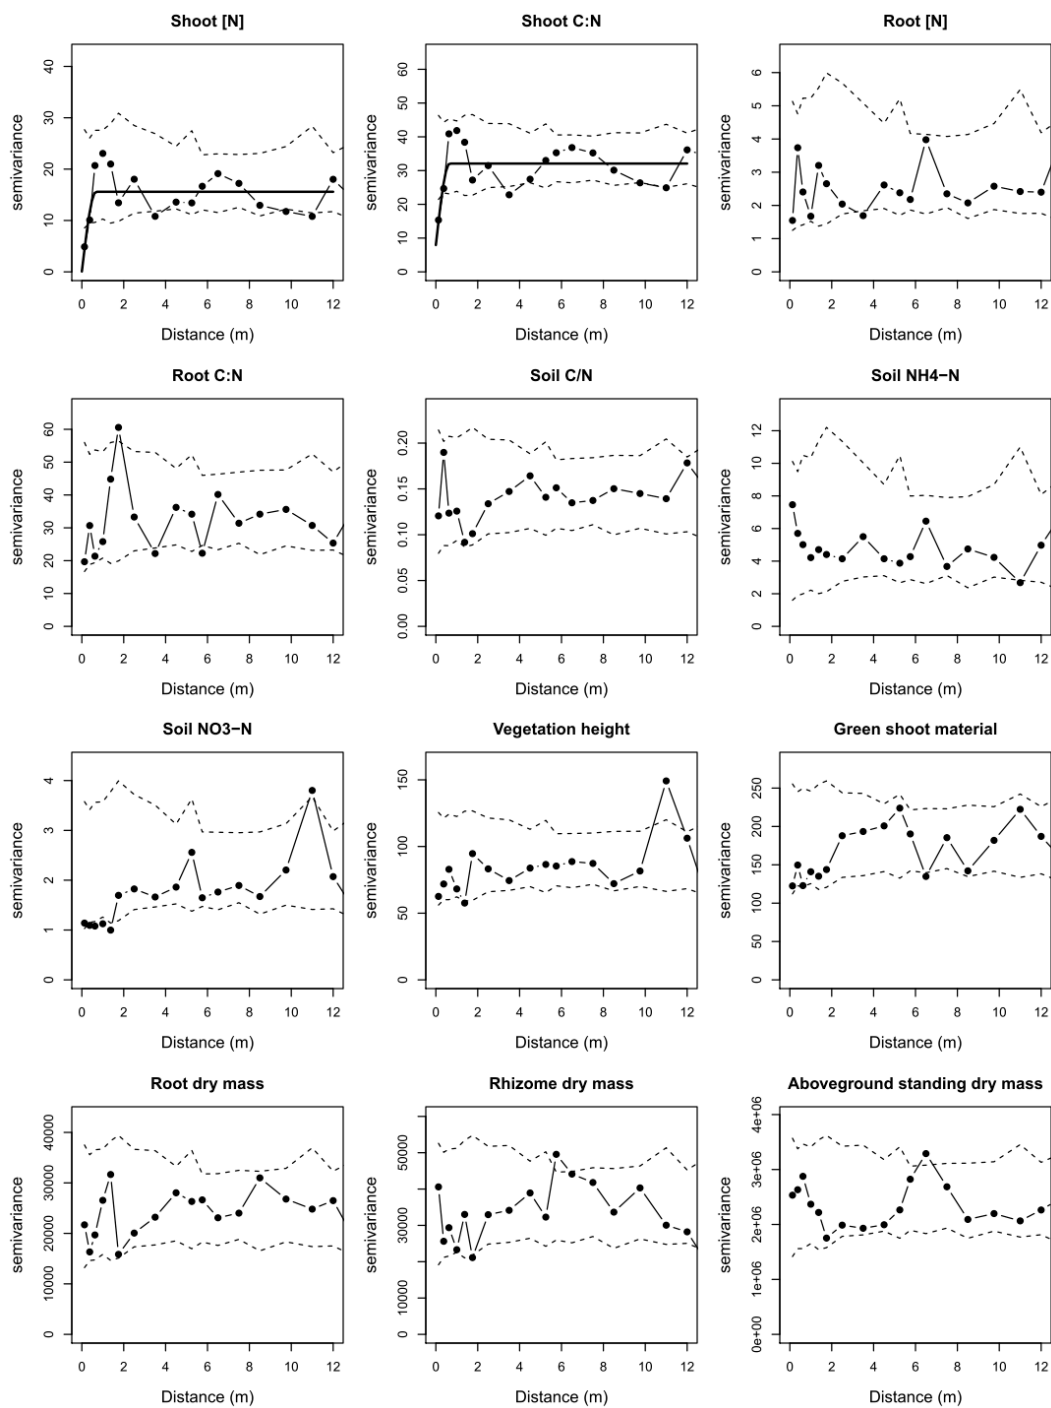 Shoot [N]
semivariance
0 10 20 30 40
0 2 4 6 8 10 12
Distance (m)
Shoot C:N
semivariance
0 10 20 30 40 50 60
0 2 4 6 8 10 12
Distance (m)
Root [N]
semivariance
0 1 2 3 4 5 6
0 2 4 6 8 10 12
Distance (m)
Root C:N
semivariance
0 10 20 30 40 50 60
0 2 4 6 8 10 12
Distance (m)
Soil C/N
semivariance
0.00 0.05 0.10 0.15 0.20
0 2 4 6 8 10 12
Distance (m)
Soil NH4−N
semivariance
0 2 4 6 8 10 12
0 2 4 6 8 10 12
Distance (m)
Soil NO3−N
semivariance
0 1 2 3 4
0 2 4 6 8 10 12
Distance (m)
Vegetation height
semivariance
0 50 100 150
0 2 4 6 8 10 12
Distance (m)
Green shoot material
semivariance
0 50 100 150 200 250
0 2 4 6 8 10 12
Distance (m)
Root dry mass
semivariance
0 10000 20000 30000 40000
0 2 4 6 8 10 12
Distance (m)
Rhizome dry mass
semivariance
0 10000 30000 50000
0 2 4 6 8 10 12
Distance (m)
Aboveground standing dry mass
semivariance
0e+00 1e+06 2e+06 3e+06 4e+06
0 2 4 6 8 10 12
Distance (m)